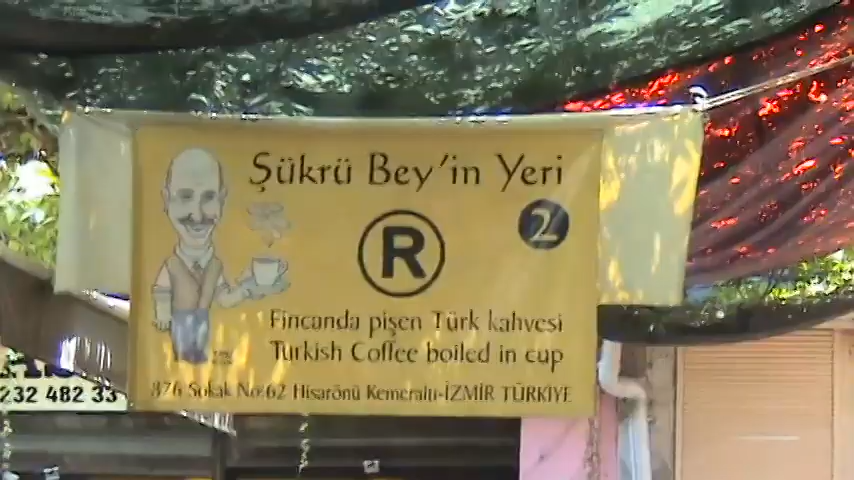 Şükrü Bey'in Yeri
2
R
Fincanda pişen Türk kahvesi
Turkish Coffee boiled in cup
876 Sokak No:62 Hisarönü Kemeraltı-İZMİR TÜRKİYE
232 482 33